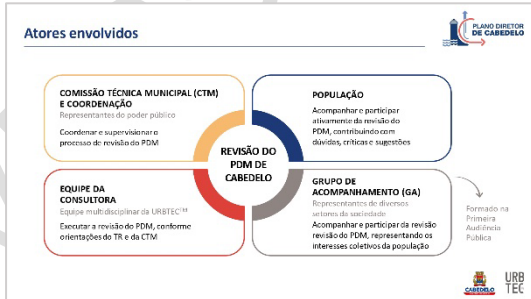 Atores envolvidos
PLANO DIRETOR
DE CABEDELO
COMISSÃO TÉCNICA MUNICIPAL (CTM)
E COORDENAÇÃO
Representantes do poder público
Coordenar e supervisionar o
processo de revisão do PDM
POPULAÇÃO
Acompanhar e participar
ativamente da revisão do
PDM, contribuindo com
dúvidas, críticas e sugestões
REVISÃO DO
PDM DE
CABEDELO
EQUIPE DA
CONSULTORA
Equipe multidisciplinar da URBTEC
Executar a revisão do PDM, conforme
orientações do TR e da CTM
GRUPO DE
ACOMPANHAMENTO (GA)
Representantes de diversos
setores da sociedade
Acompanhar e participar da revisão
revisão do PDM, representando os
interesses coletivos da população
Formado na
Primeira
Audiência
Pública
CABEDELO
URB
TEC